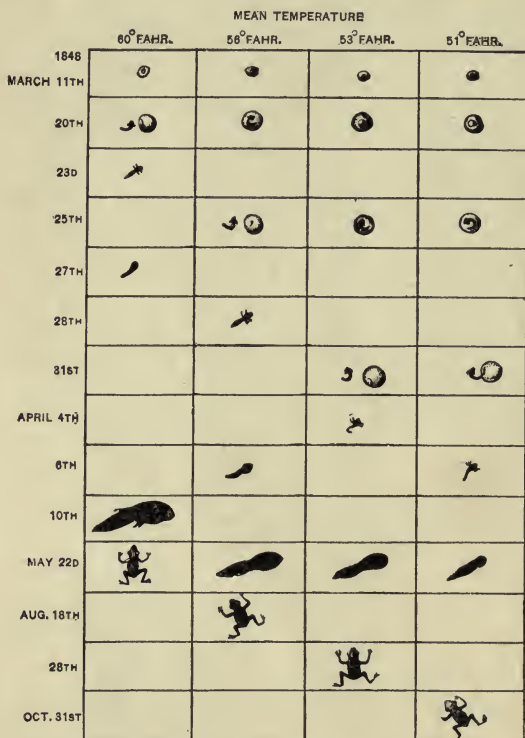 MEAN TEMPERATURE
60°FAHR. 56°FAHR. 53°FAHR. 51°FAHR.
1848
MARCH 11TH
20TH
23D
25TH
27TH
28TH
31ST
APRIL 4TH
6TH
10TH
MAY 22D
AUG. 18TH
28TH
OCT. 31ST